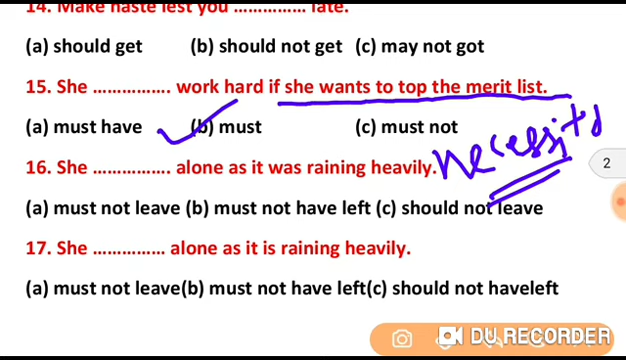 14. Make haste lest you ............... late.
(a) should get (b) should not get (c) may not got
15. She ................ work hard if she wants to top the merit list.
(a) must have (b) must (c) must not
necessity
16. She ................ alone as it was raining heavily.
2
(a) must not leave (b) must not have left (c) should not leave
17. She .............. alone as it is raining heavily.
(a) must not leave(b) must not have left(c) should not haveleft
DU RECORDER